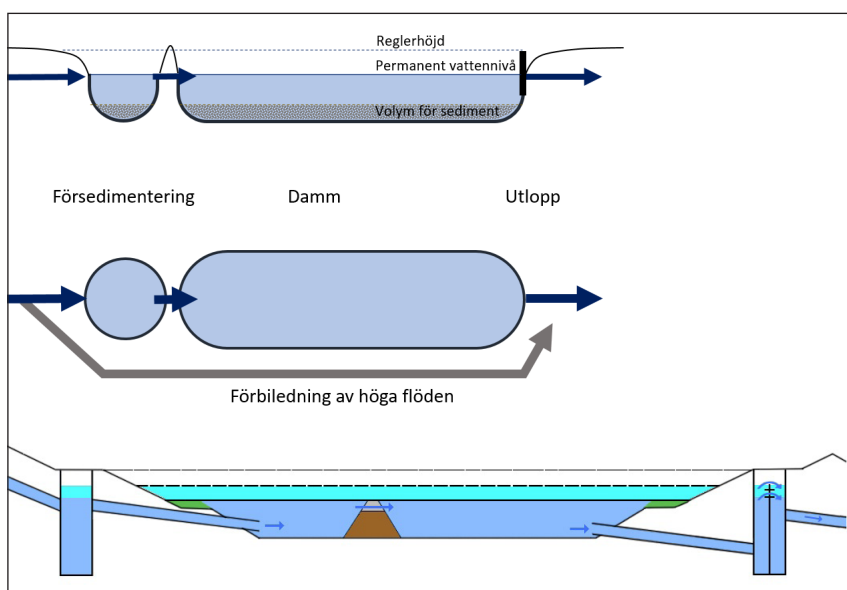 Reglerhöjd
Permanent vattennivå
Volym för sediment
Försedimentering
Damm
Utlopp
Förbiledning av höga flöden